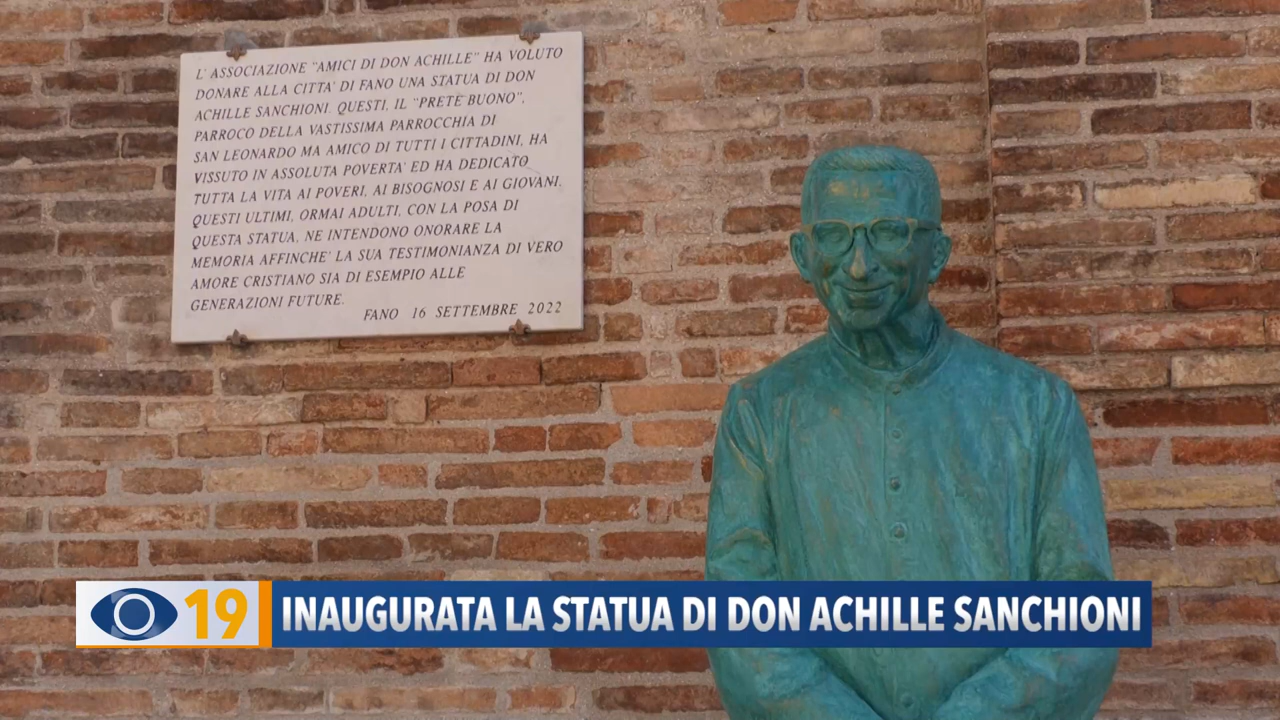 L' ASSOCIAZIONE "AMICI DI DON ACHILLE" HA VOLUTO
DONARE ALLA CITTA' DI FANO UNA STATUA DI DON
ACHILLE SANCHIONI. QUESTI, IL "PRETE BUONO",
PARROCO DELLA VASTISSIMA PARROCCHIA DI
SAN LEONARDO MA AMICO DI TUTTI I CITTADINI, HA
VISSUTO IN ASSOLUTA POVERTA' ED HA DEDICATO
TUTTA LA VITA AI POVERI, AI BISOGNOSI E AI GIOVANI.
QUESTI ULTIMI, ORMAI ADULTI, CON LA POSA DI
QUESTA STATUA, NE INTENDONO ONORARE LA
MEMORIA AFFINCHE' LA SUA TESTIMONIANZA DI VERO
AMORE CRISTIANO SIA DI ESEMPIO ALLE
GENERAZIONI FUTURE.
FANO 16 SETTEMBRE 2022
19 INAUGURATA LA STATUA DI DON ACHILLE SANCHIONI